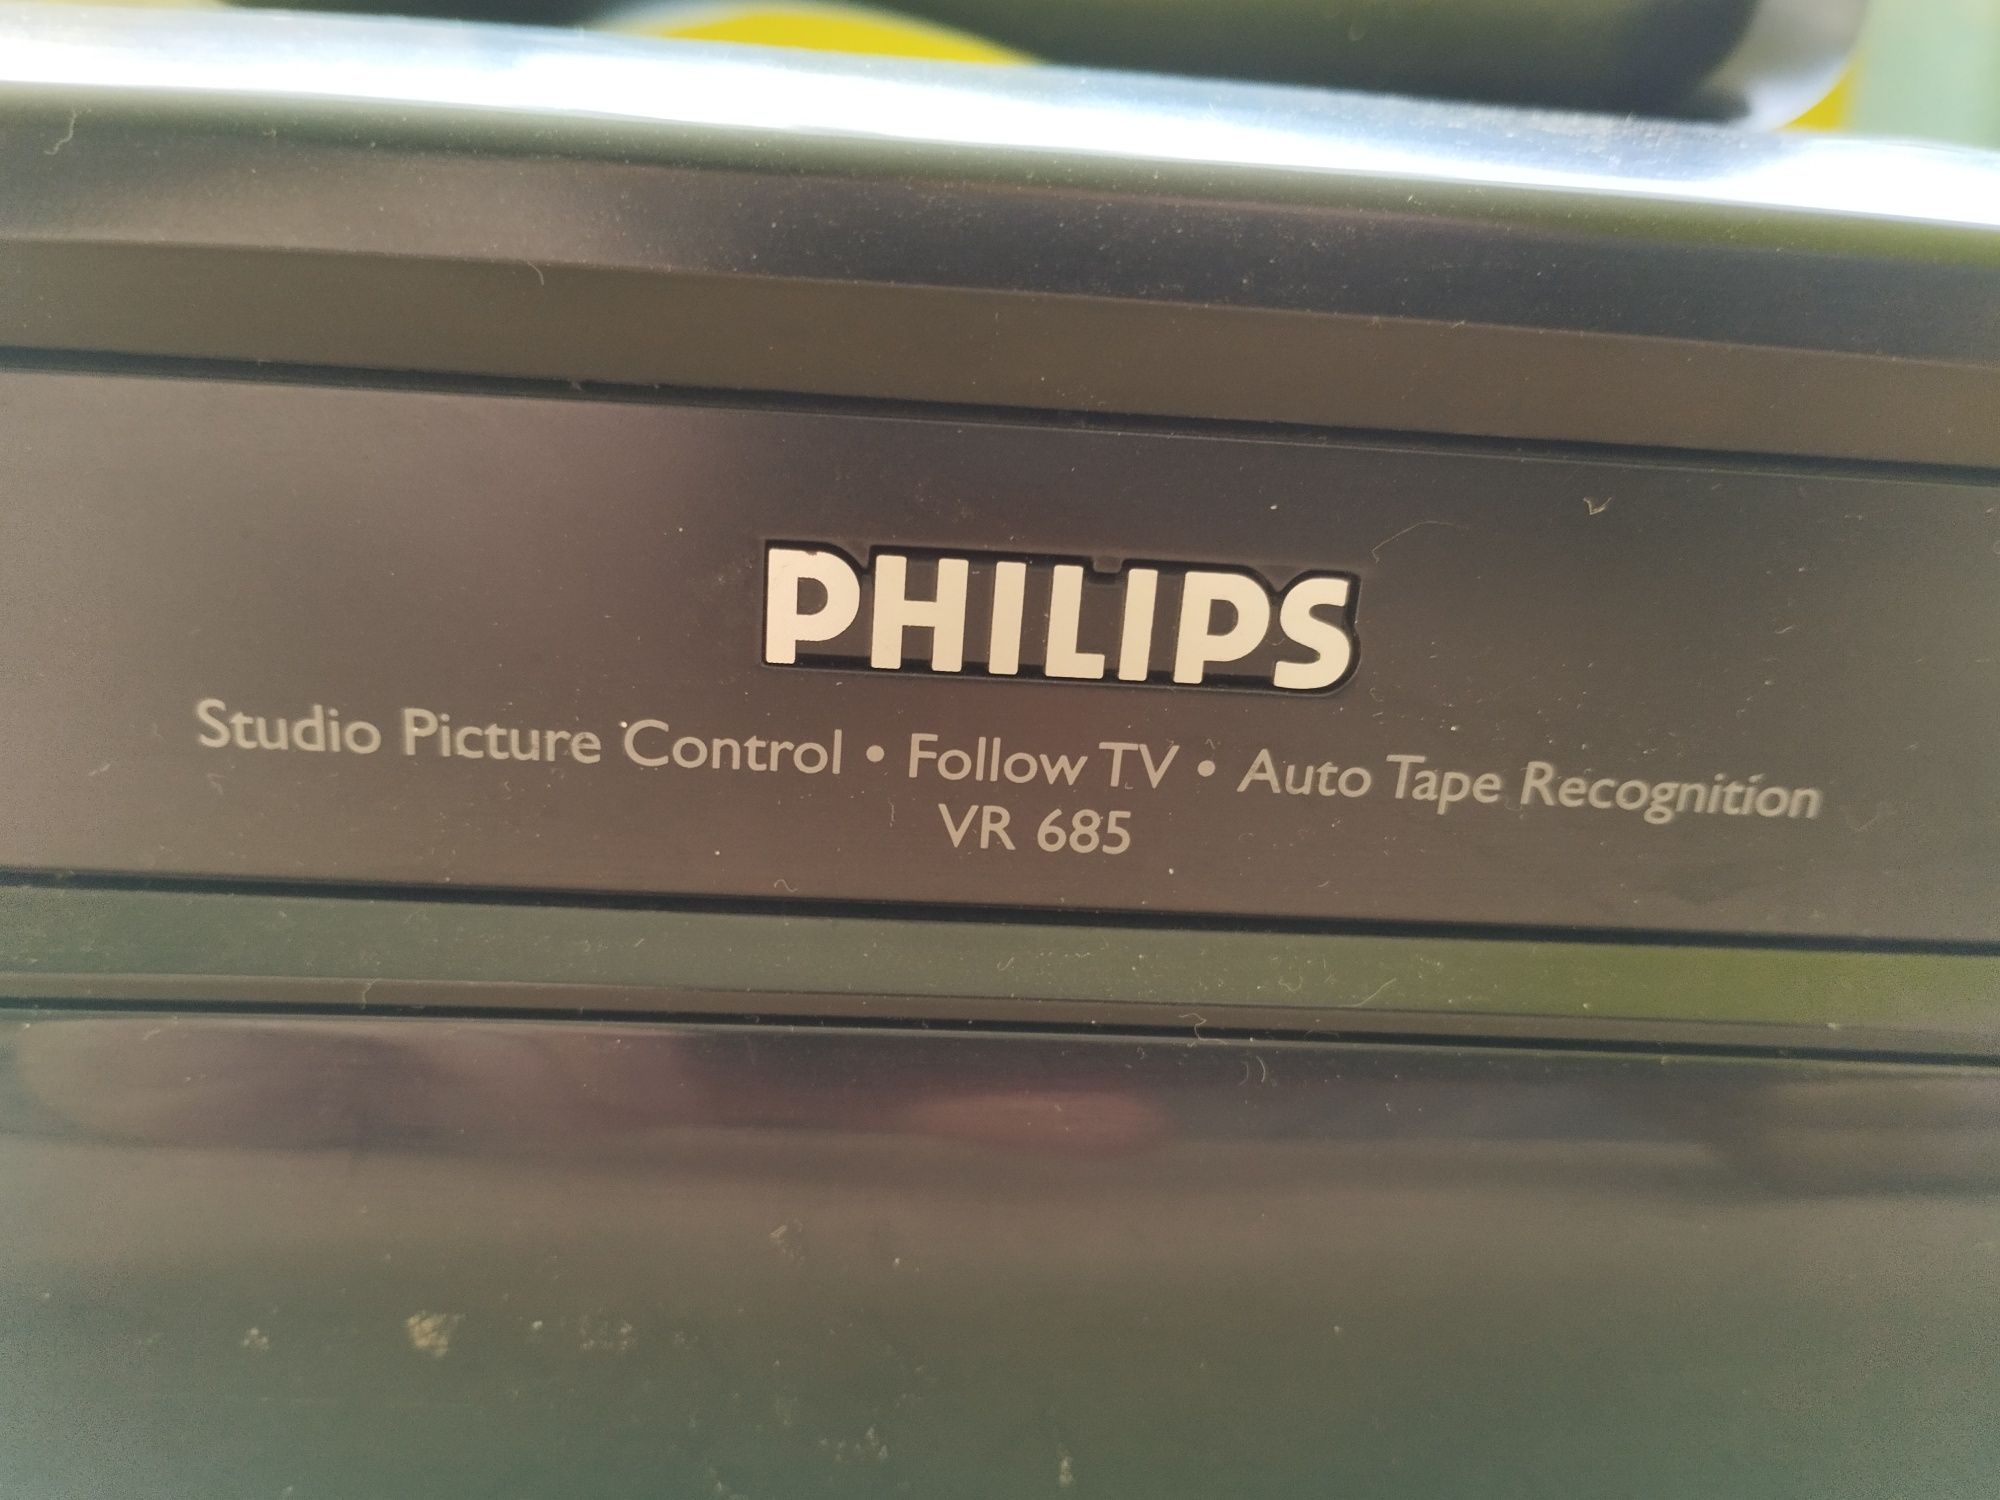 PHILIPS
Studio Picture Control • Follow TV • Auto Tape Recognition
VR 685